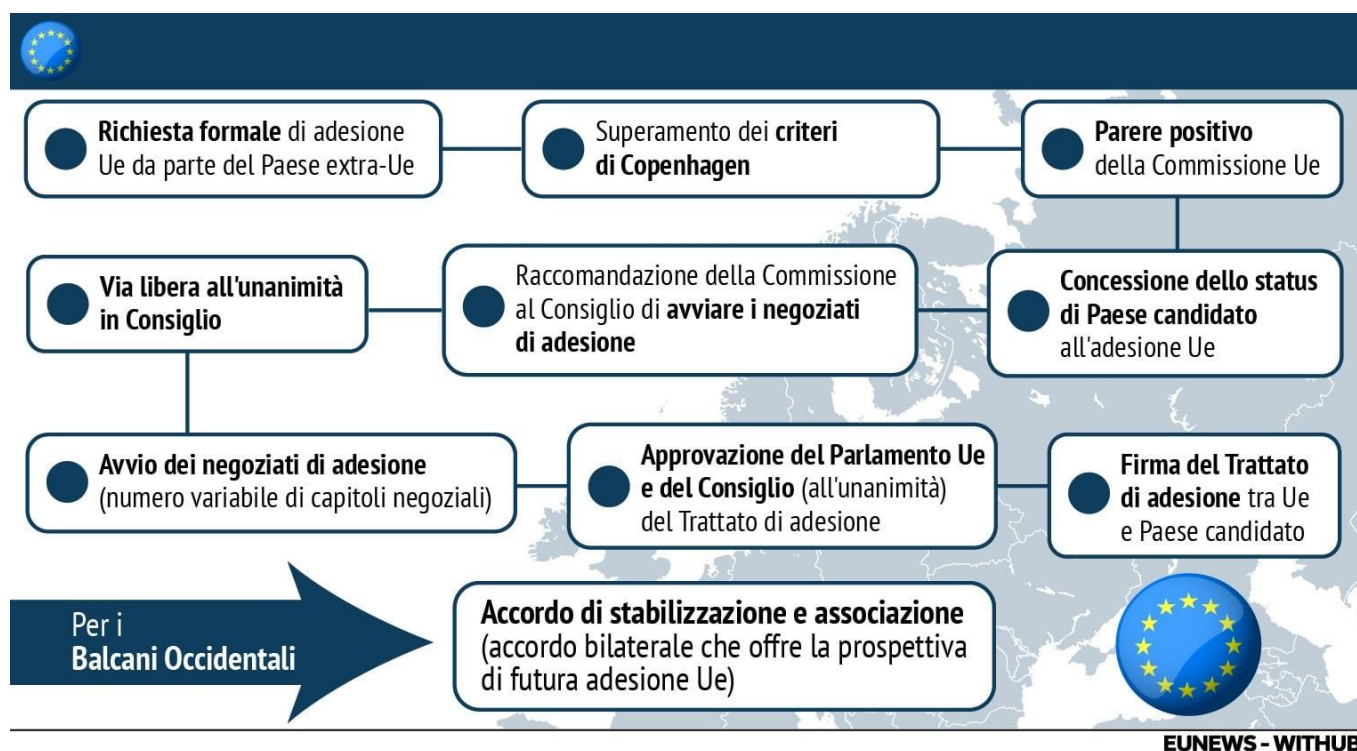 Richiesta formale di adesione
Ue da parte del Paese extra-Ue
Superamento dei criteri
di Copenhagen
Parere positivo
della Commissione Ue
Via libera all'unanimità
in Consiglio
Raccomandazione della Commissione
al Consiglio di avviare i negoziati
di adesione
Concessione dello status
di Paese candidato
all'adesione Ue
Avvio dei negoziati di adesione
(numero variabile di capitoli negoziali)
Approvazione del Parlamento Ue
e del Consiglio (all'unanimità)
del Trattato di adesione
Firma del Trattato
di adesione tra Ue
e Paese candidato
Per i
Balcani Occidentali
Accordo di stabilizzazione e associazione
(accordo bilaterale che offre la prospettiva
di futura adesione Ue)
EUNEWS - WITHUB